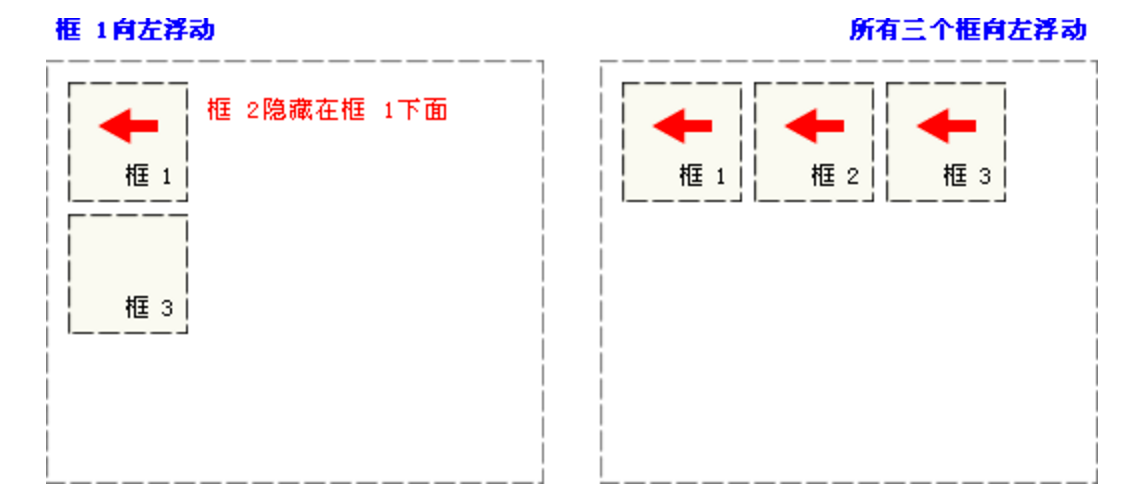 框 1向左浮动
所有三个框向左浮动
框 2隐藏在框 1下面
框 1
框 3
框 1
框 2
框 3